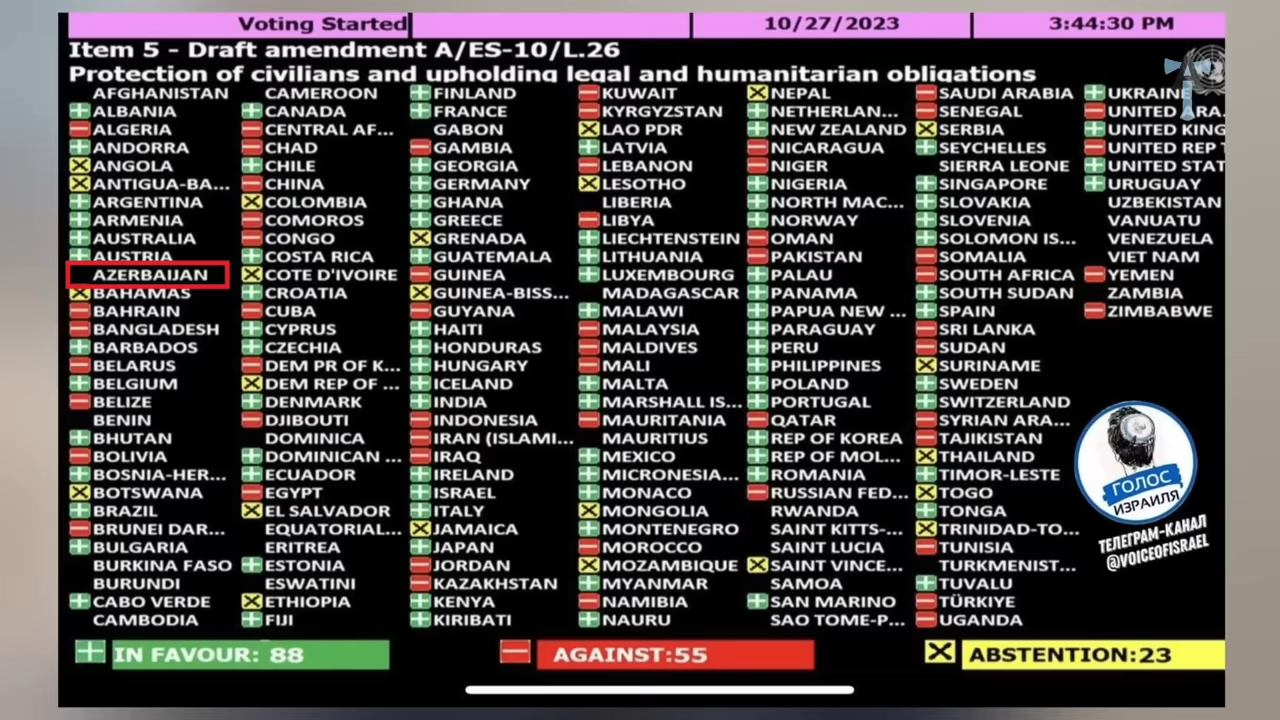 Voting Started 10/27/2023 3:44:30 PM
Item 5 - Draft amendment A/ES-10/L.26
Protection of civilians and upholding legal and humanitarian obligations
AFGHANISTAN
ALBANIA
ALGERIA
ANDORRA
ANGOLA
ANTIGUA-BA...
ARGENTINA
ARMENIA
AUSTRALIA
AUSTRIA
AZERBAIJAN
BAHAMAS
BAHRAIN
BANGLADESH
BARBADOS
BELARUS
BELGIUM
BELIZE
BENIN
BHUTAN
BOLIVIA
BOSNIA-HER...
BOTSWANA
BRAZIL
BRUNEI DAR...
BULGARIA
BURKINA FASO
BURUNDI
CABO VERDE
CAMBODIA
CAMEROON
CANADA
CENTRAL AF...
CHAD
CHILE
CHINA
COLOMBIA
COMOROS
CONGO
COSTA RICA
COTE D'IVOIRE
CROATIA
CUBA
CYPRUS
CZECHIA
DEM PR OF K...
DEM REP OF ...
DENMARK
DJIBOUTI
DOMINICA
DOMINICAN ...
ECUADOR
EGYPT
EL SALVADOR
EQUATORIAL...
ERITREA
ESTONIA
ESWATINI
ETHIOPIA
FIJI
FINLAND
FRANCE
GABON
GAMBIA
GEORGIA
GERMANY
GHANA
GREECE
GRENADA
GUATEMALA
GUINEA
GUINEA-BISS...
GUYANA
HAITI
HONDURAS
HUNGARY
ICELAND
INDIA
INDONESIA
IRAN (ISLAMI...
IRAQ
IRELAND
ISRAEL
ITALY
JAMAICA
JAPAN
JORDAN
KAZAKHSTAN
KENYA
KIRIBATI
KUWAIT
KYRGYZSTAN
LAO PDR
LATVIA
LEBANON
LESOTHO
LIBERIA
LIBYA
LIECHTENSTEIN
LITHUANIA
LUXEMBOURG
MADAGASCAR
MALAWI
MALAYSIA
MALDIVES
MALI
MALTA
MARSHALL IS...
MAURITANIA
MAURITIUS
MEXICO
MICRONESIA...
MONACO
MONGOLIA
MONTENEGRO
MOROCCO
MOZAMBIQUE
MYANMAR
NAMIBIA
NAURU
NEPAL
NETHERLAN...
NEW ZEALAND
NICARAGUA
NIGER
NIGERIA
NORTH MAC...
NORWAY
OMAN
PAKISTAN
PALAU
PANAMA
PAPUA NEW ...
PARAGUAY
PERU
PHILIPPINES
POLAND
PORTUGAL
QATAR
REP OF KOREA
REP OF MOL...
ROMANIA
RUSSIAN FED...
RWANDA
SAINT KITTS-...
SAINT LUCIA
SAINT VINCE...
SAMOA
SAN MARINO
SAO TOME-P...
SAUDI ARABIA
SENEGAL
SERBIA
SEYCHELLES
SIERRA LEONE
SINGAPORE
SLOVAKIA
SLOVENIA
SOLOMON IS...
SOMALIA
SOUTH AFRICA
SOUTH SUDAN
SPAIN
SRI LANKA
SUDAN
SURINAME
SWEDEN
SWITZERLAND
SYRIAN ARA...
TAJIKISTAN
THAILAND
TIMOR-LESTE
TOGO
TONGA
TRINIDAD-TO...
TUNISIA
TURKMENIST...
TUVALU
TÜRKIYE
UGANDA
UKRAINE
UNITED ARA
UNITED KING
UNITED REP T
UNITED STAT
URUGUAY
UZBEKISTAN
VANUATU
VENEZUELA
VIET NAM
YEMEN
ZAMBIA
ZIMBABWE
ГОЛОС
ИЗРАИЛЯ
ТЕЛЕГРАМ-КАНАЛ
@VOICEOFISRAEL
IN FAVOUR: 88 AGAINST:55 ABSTENTION:23